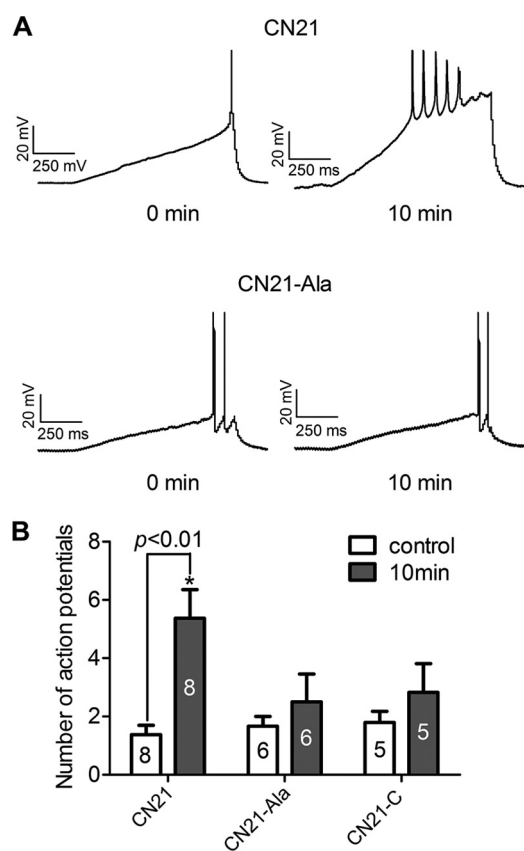 A
CN21
20 mV
250 mV
0 min
20 mV
250 ms
10 min
CN21-Ala
20 mV
250 ms
0 min
20 mV
250 ms
10 min
B
Number of action potentials
8
6
4
2
0
p<0.01
*
control
10min
8
8
6
6
5
5
CN21
CN21-Ala
CN21-C